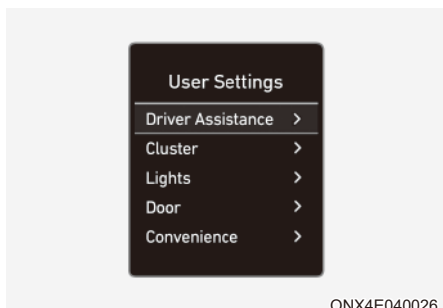 User Settings
Driver Assistance >
Cluster >
Lights >
Door >
Convenience >
ONX4E040026